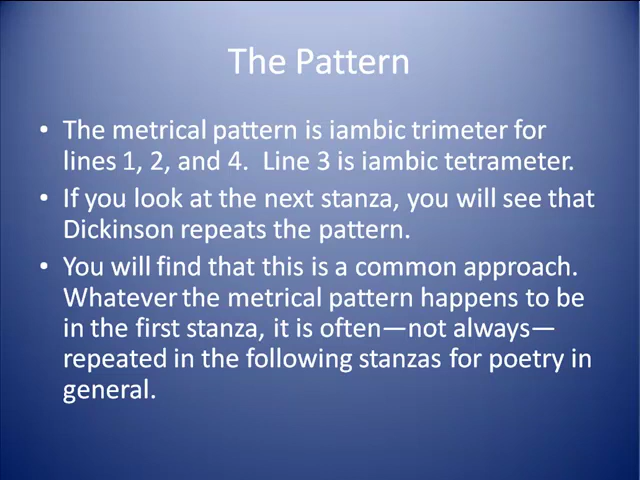 The Pattern
• The metrical pattern is iambic trimeter for
lines 1, 2, and 4.  Line 3 is iambic tetrameter.
• If you look at the next stanza, you will see that
Dickinson repeats the pattern.
• You will find that this is a common approach.
Whatever the metrical pattern happens to be
in the first stanza, it is often—not always—
repeated in the following stanzas for poetry in
general.